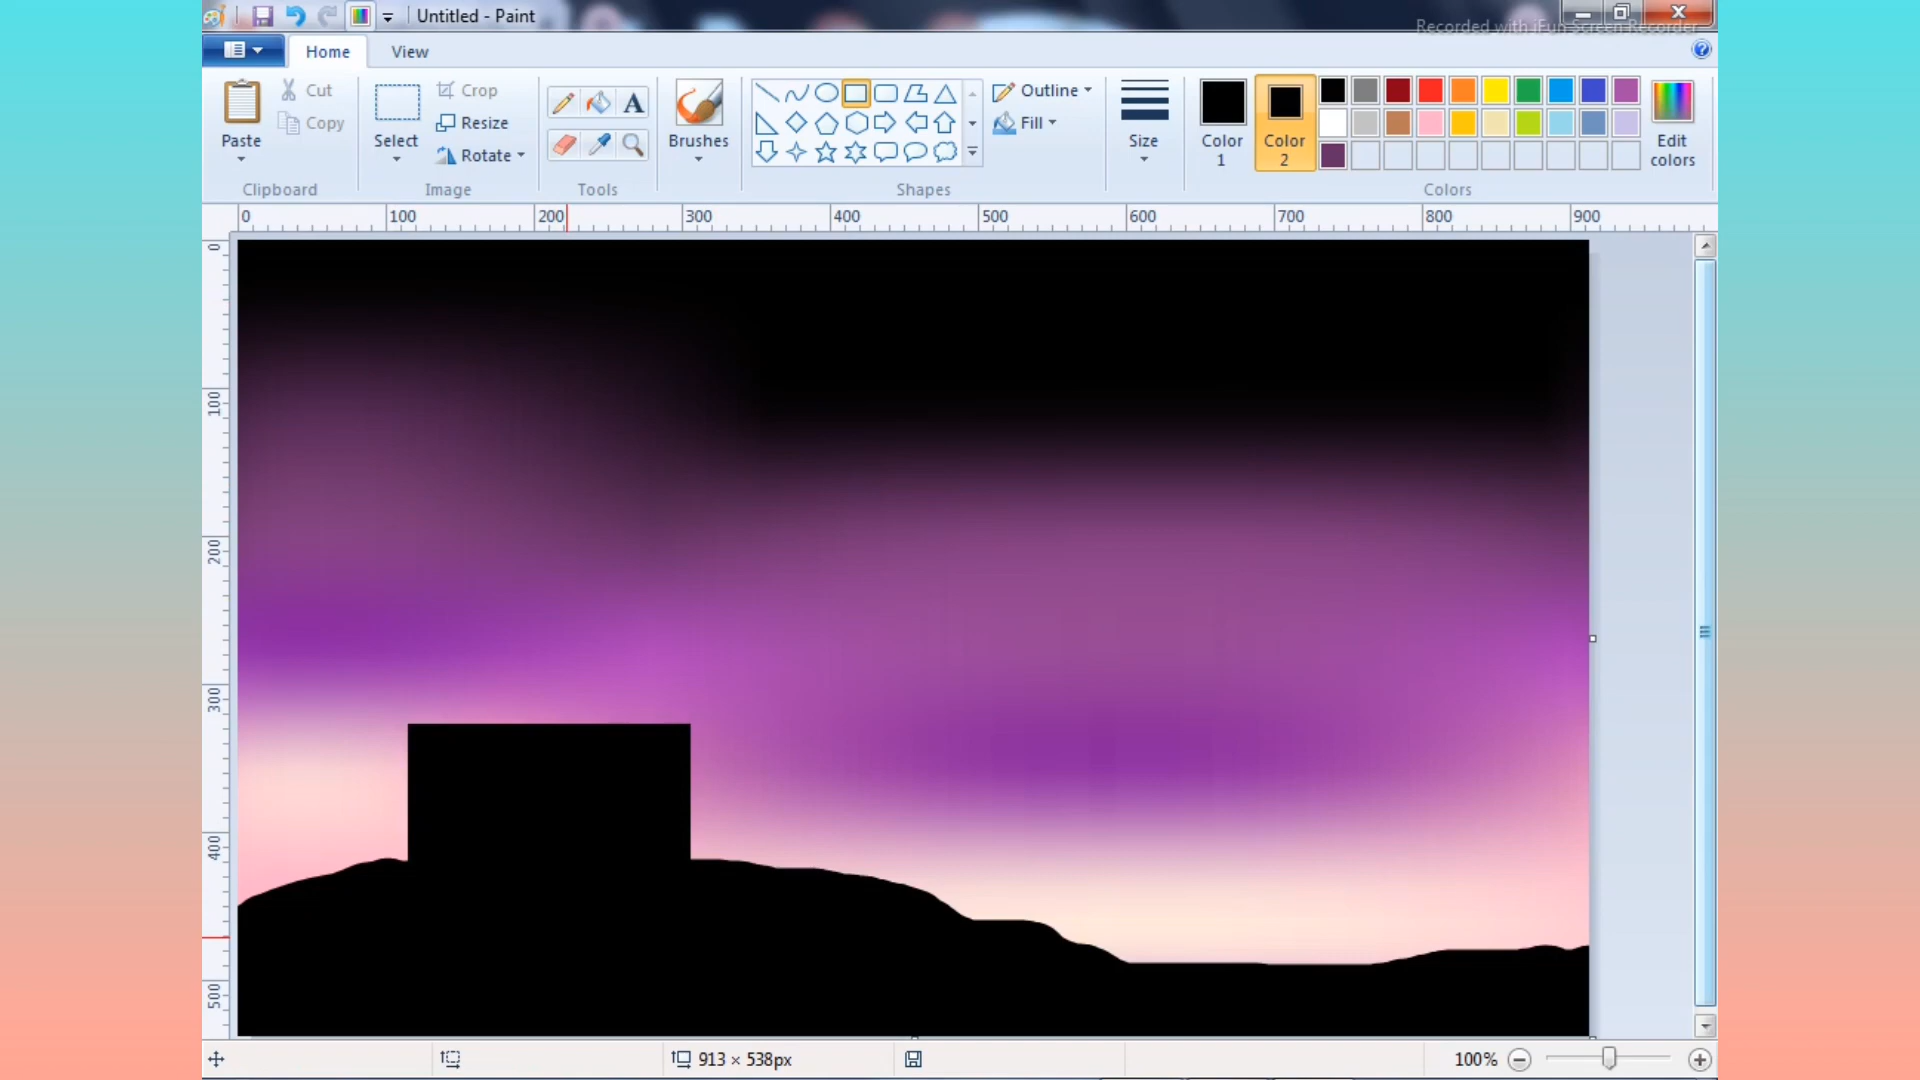 Untitled - Paint
Recorded with iFun Screen Recorder
Home View
Paste Cut Copy
Select Crop Resize Rotate
A
Brushes
Outline Fill
Size
Color 1
Color 2
Edit colors
Clipboard Image Tools Shapes Colors
0 100 200 300 400 500 600 700 800 900
0
100
200
300
400
500
913 × 538px 100%